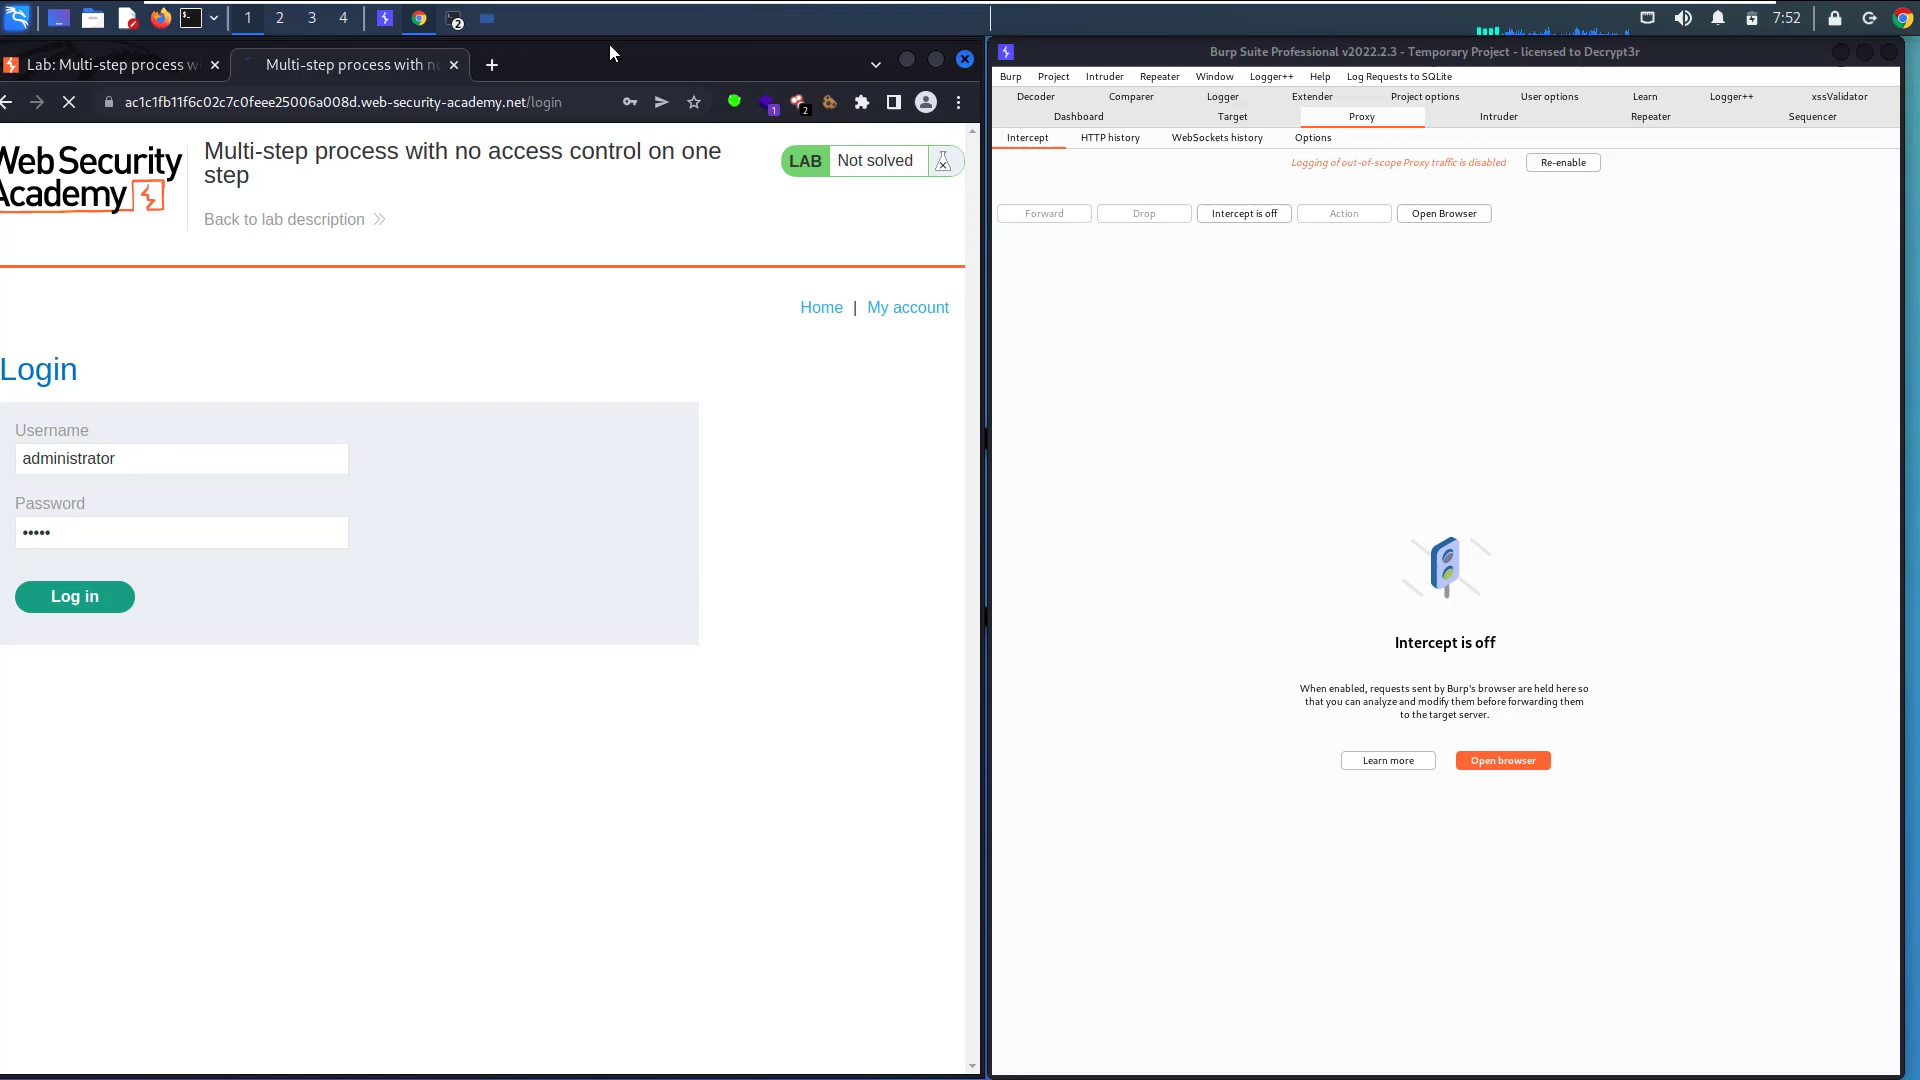 1 2 3 4
2
7:52
Lab: Multi-step process w
Multi-step process with n
ac1c1fb11f6c02c7c0feee25006a008d.web-security-academy.net/login
1
2
Web Security
Academy
Multi-step process with no access control on one
step
Back to lab description
LAB Not solved
Home | My account
Login
Username
administrator
Password
•••••
Log in
Burp Suite Professional v2022.2.3 - Temporary Project - licensed to Decrypt3r
Burp Project Intruder Repeater Window Logger++ Help Log Requests to SQLite
Decoder Comparer Logger Extender Project options User options Learn Logger++ xssValidator
Dashboard Target Proxy Intruder Repeater Sequencer
Intercept HTTP history WebSockets history Options
Logging of out-of-scope Proxy traffic is disabled Re-enable
Forward Drop Intercept is off Action Open Browser
Intercept is off
When enabled, requests sent by Burp's browser are held here so
that you can analyze and modify them before forwarding them
to the target server.
Learn more Open browser